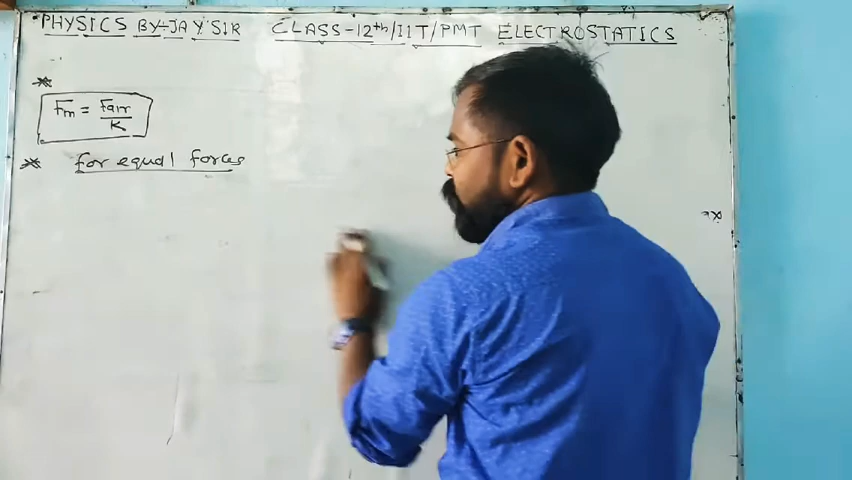 PHYSICS BY-JAY SIR CLASS-12th/IIT/PMT ELECTROSTATICS
Fm = Fair/K
for equal forces